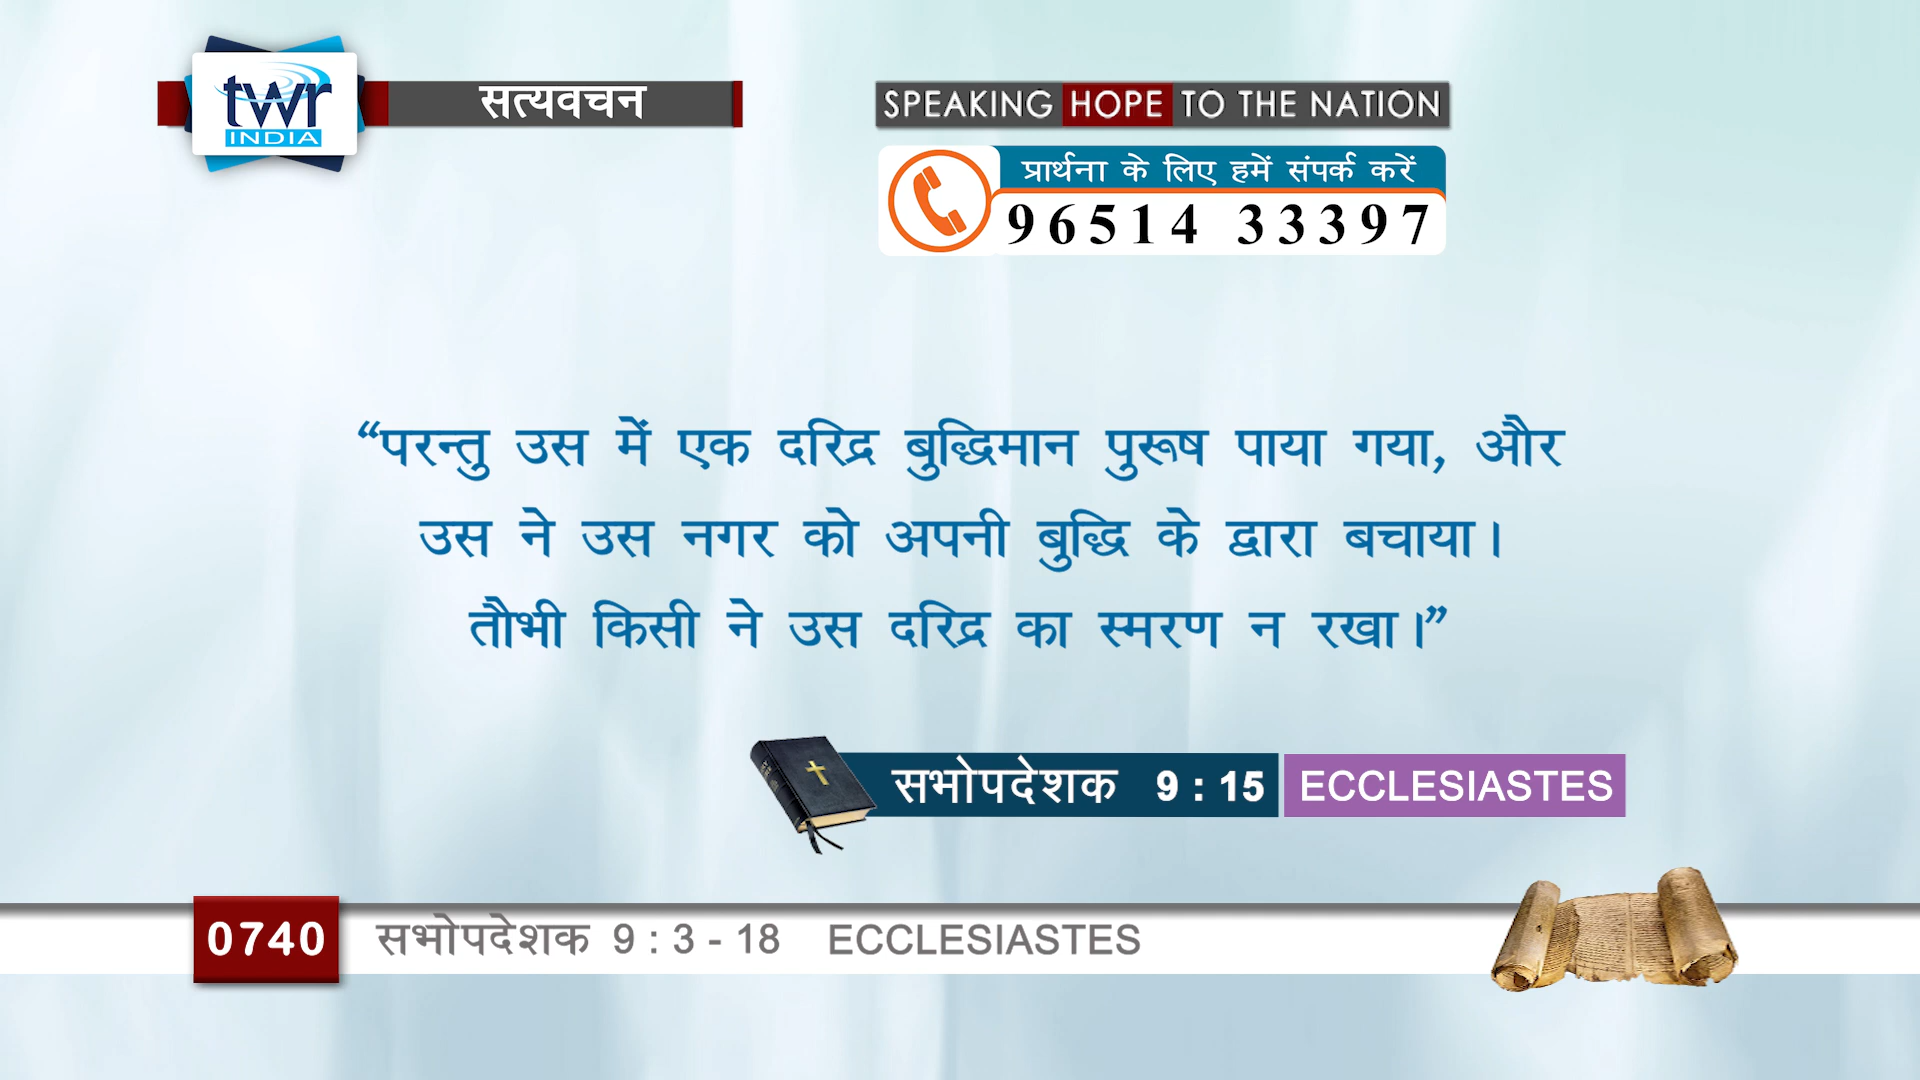 twr
INDIA
सत्यवचन
SPEAKING HOPE TO THE NATION
प्रार्थना के लिए हमें संपर्क करें
96514 33397
“परन्तु उस में एक दरिद्र बुद्धिमान पुरूष पाया गया, और
उस ने उस नगर को अपनी बुद्धि के द्वारा बचाया।
तौभी किसी ने उस दरिद्र का स्मरण न रखा।”
सभोपदेशक 9 : 15 ECCLESIASTES
0740 सभोपदेशक 9 : 3 - 18 ECCLESIASTES